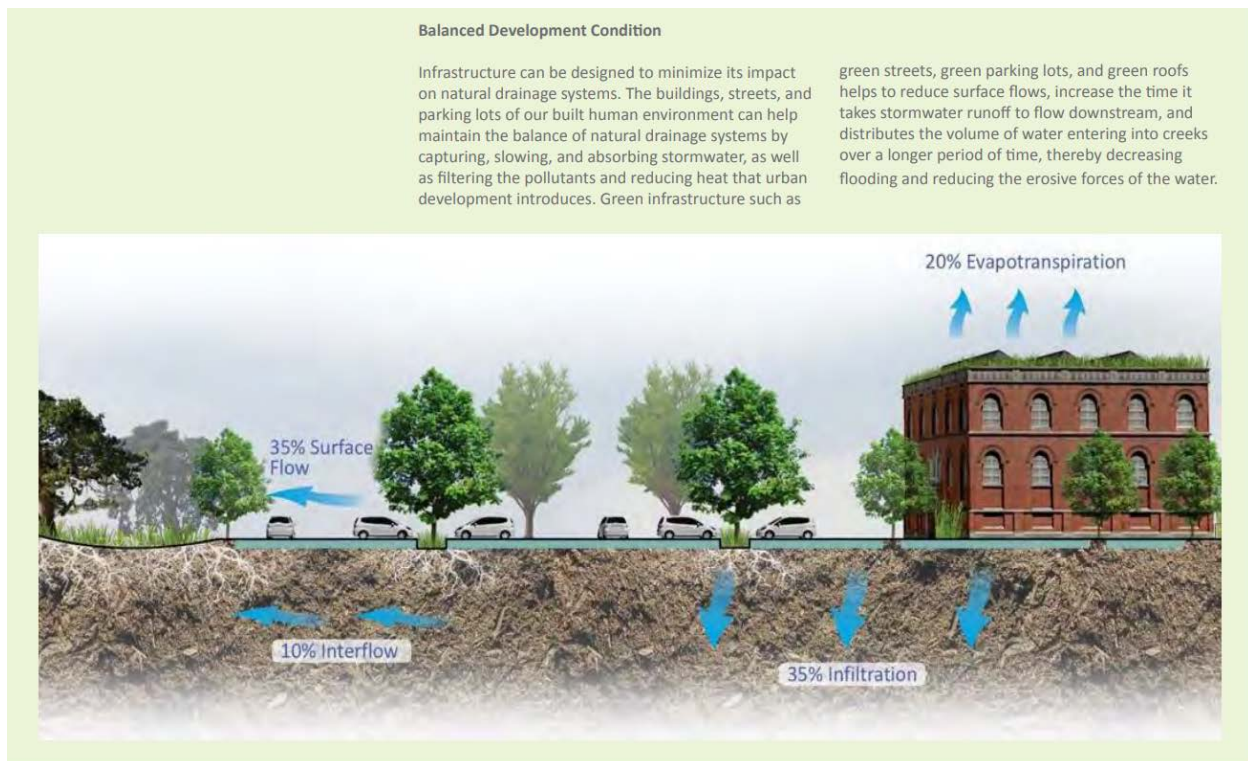 Balanced Development Condition
Infrastructure can be designed to minimize its impact
on natural drainage systems. The buildings, streets, and
parking lots of our built human environment can help
maintain the balance of natural drainage systems by
capturing, slowing, and absorbing stormwater, as well
as filtering the pollutants and reducing heat that urban
development introduces. Green infrastructure such as
green streets, green parking lots, and green roofs
helps to reduce surface flows, increase the time it
takes stormwater runoff to flow downstream, and
distributes the volume of water entering into creeks
over a longer period of time, thereby decreasing
flooding and reducing the erosive forces of the water.
20% Evapotranspiration
35% Surface
Flow
10% Interflow
35% Infiltration